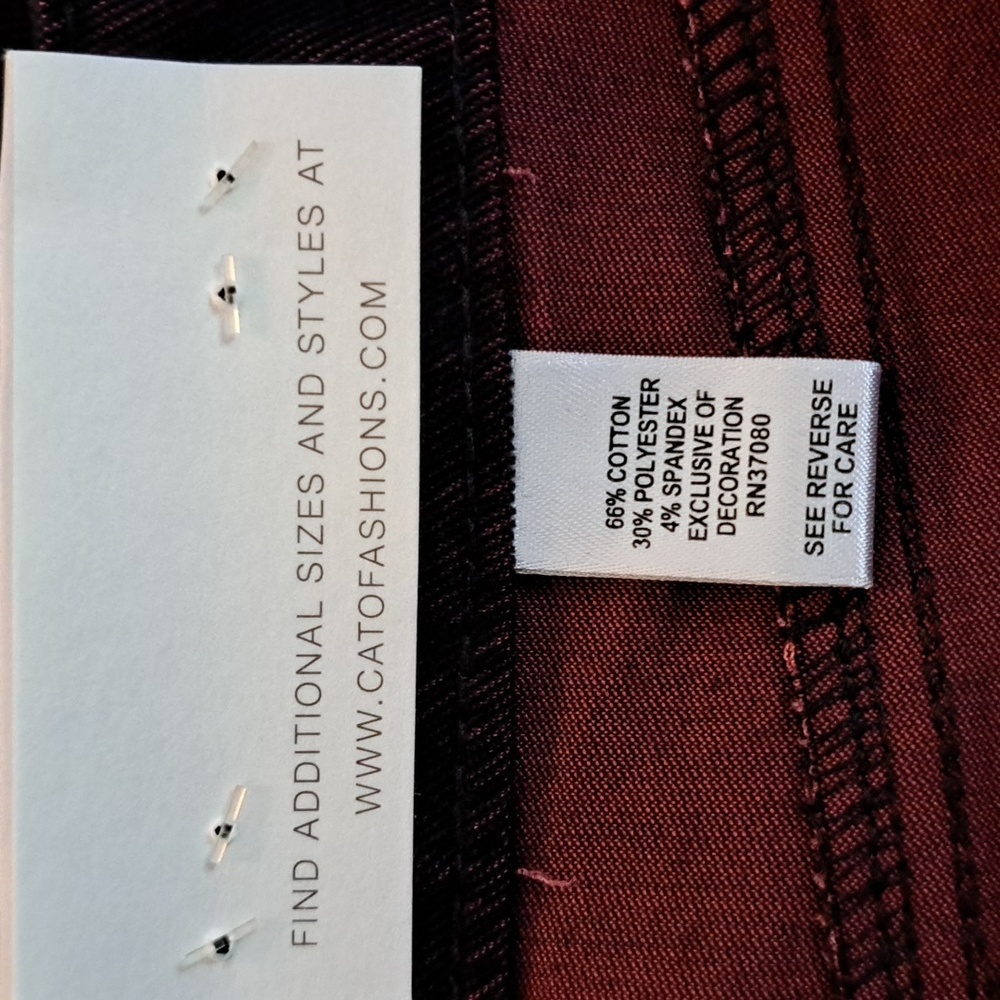 FIND ADDITIONAL SIZES AND STYLES AT
WWW.CATOFASHIONS.COM
66% COTTON
30% POLYESTER
4% SPANDEX
EXCLUSIVE OF
DECORATION
RN37080
SEE REVERSE
FOR CARE